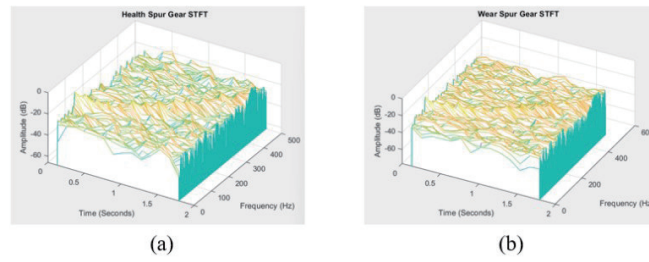 Health Spur Gear STFT
Amplitude (dB)
0
-20
-40
-60
0
0.5
1
1.5
2
Time (Seconds)
0
100
200
300
400
500
Frequency (Hz)
(a)
Wear Spur Gear STFT
Amplitude (dB)
0
-20
-40
-60
0
0.5
1
1.5
2
Time (Seconds)
0
200
400
600
Frequency (Hz)
(b)